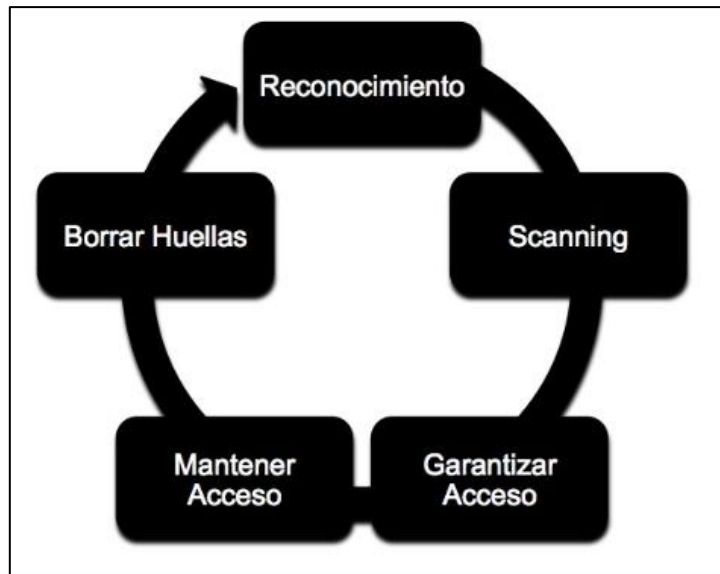 Reconocimiento
Scanning
Garantizar
Acceso
Mantener
Acceso
Borrar Huellas